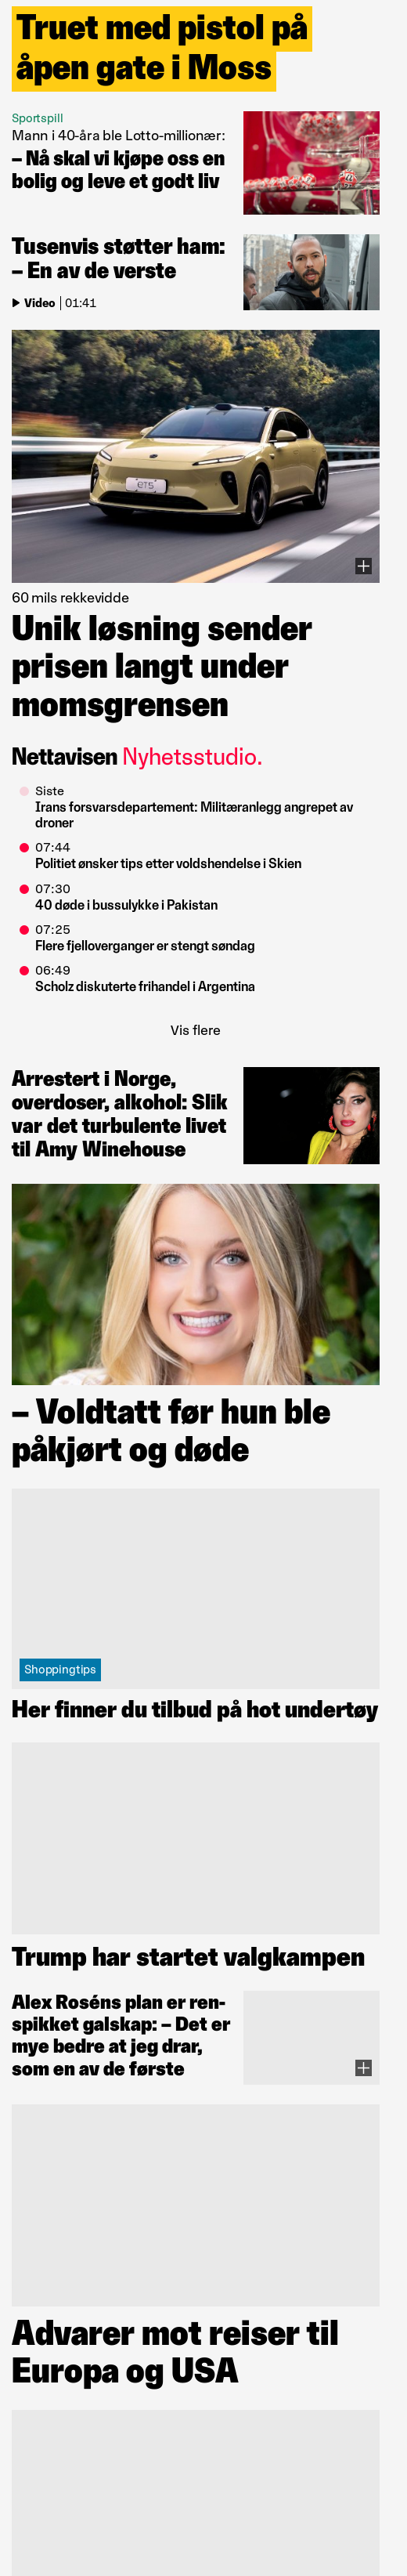 Truet med pistol på
åpen gate i Moss
Sportspill
Mann i 40-åra ble Lotto-millionær:
– Nå skal vi kjøpe oss en
bolig og leve et godt liv
Tusenvis støtter ham:
– En av de verste
Video 01:41
ET5
60 mils rekkevidde
Unik løsning sender
prisen langt under
momsgrensen
Nettavisen Nyhetsstudio.
Siste
Irans forsvarsdepartement: Militæranlegg angrepet av
droner
07:44
Politiet ønsker tips etter voldshendelse i Skien
07:30
40 døde i bussulykke i Pakistan
07:25
Flere fjelloverganger er stengt søndag
06:49
Scholz diskuterte frihandel i Argentina
Vis flere
Arrestert i Norge,
overdoser, alkohol: Slik
var det turbulente livet
til Amy Winehouse
– Voldtatt før hun ble
påkjørt og døde
Shoppingtips
Her finner du tilbud på hot undertøy
Trump har startet valgkampen
Alex Roséns plan er ren-
spikket galskap: – Det er
mye bedre at jeg drar,
som en av de første
Advarer mot reiser til
Europa og USA